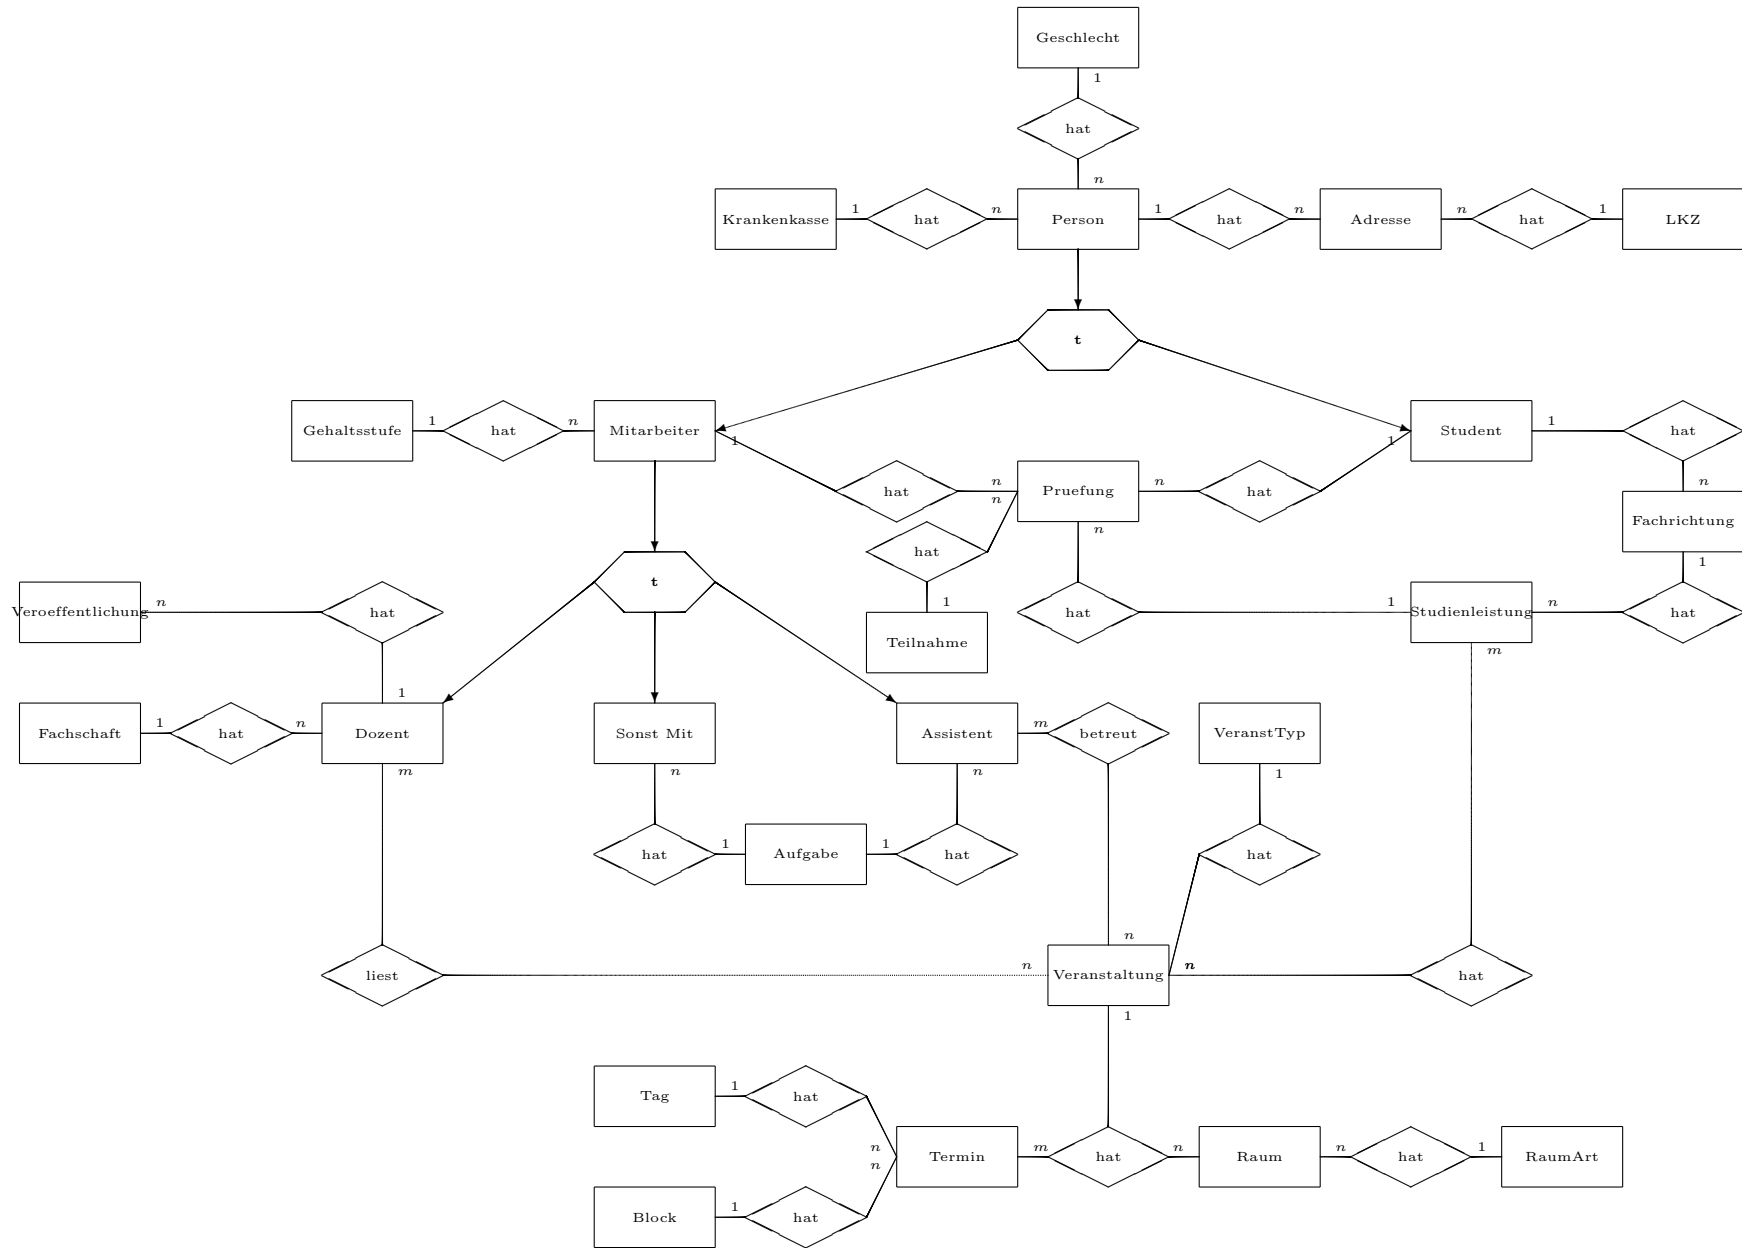 Geschlecht
1
hat
n
Krankenkasse 1 hat n Person 1 hat n Adresse n hat 1 LKZ
t
Gehaltsstufe 1 hat n Mitarbeiter 1 1 Student 1 hat
hat n Pruefung n hat n
n n Fachrichtung
hat 1
Veroeffentlichung n hat t 1 hat 1 Studienleistung n hat
Teilnahme m
1
Fachschaft 1 hat n Dozent Sonst Mit Assistent m betreut VeranstTyp
m n n 1
hat 1 Aufgabe 1 hat hat
n
liest n Veranstaltung n hat
1
Tag 1 hat
n
Termin m hat n Raum n hat 1 RaumArt
n
Block 1 hat